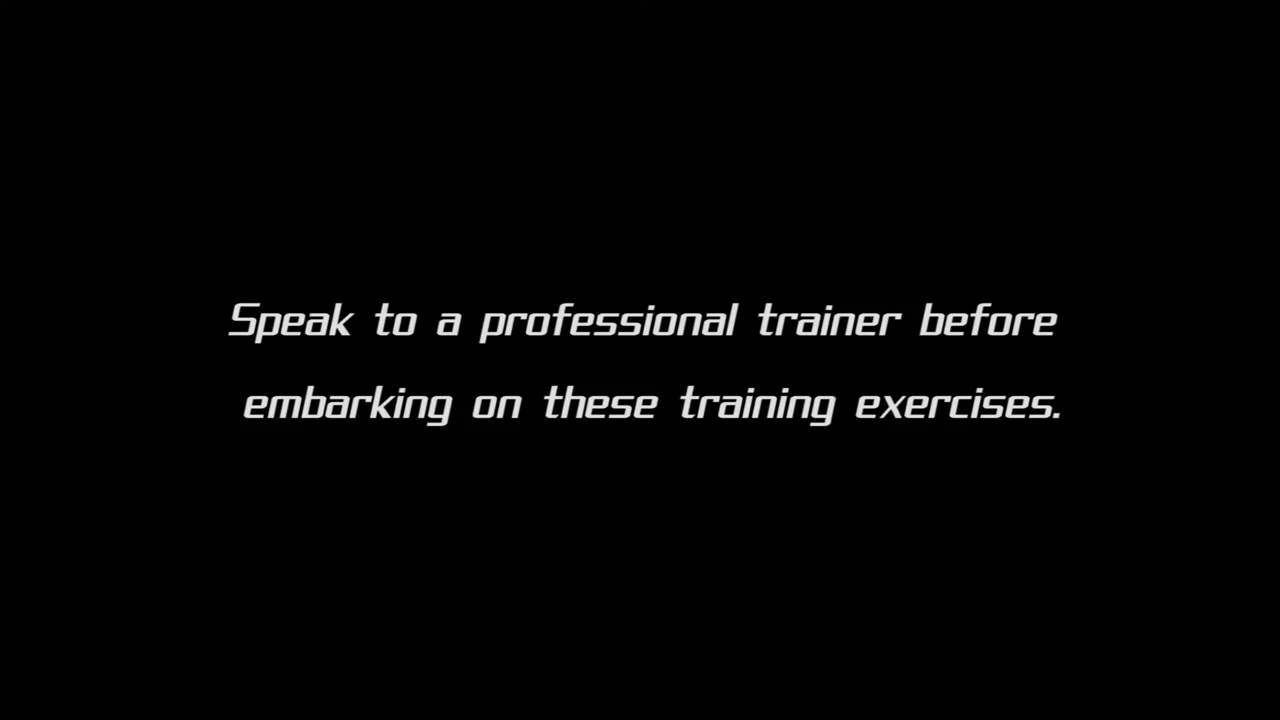 Speak to a professional trainer before
embarking on these training exercises.